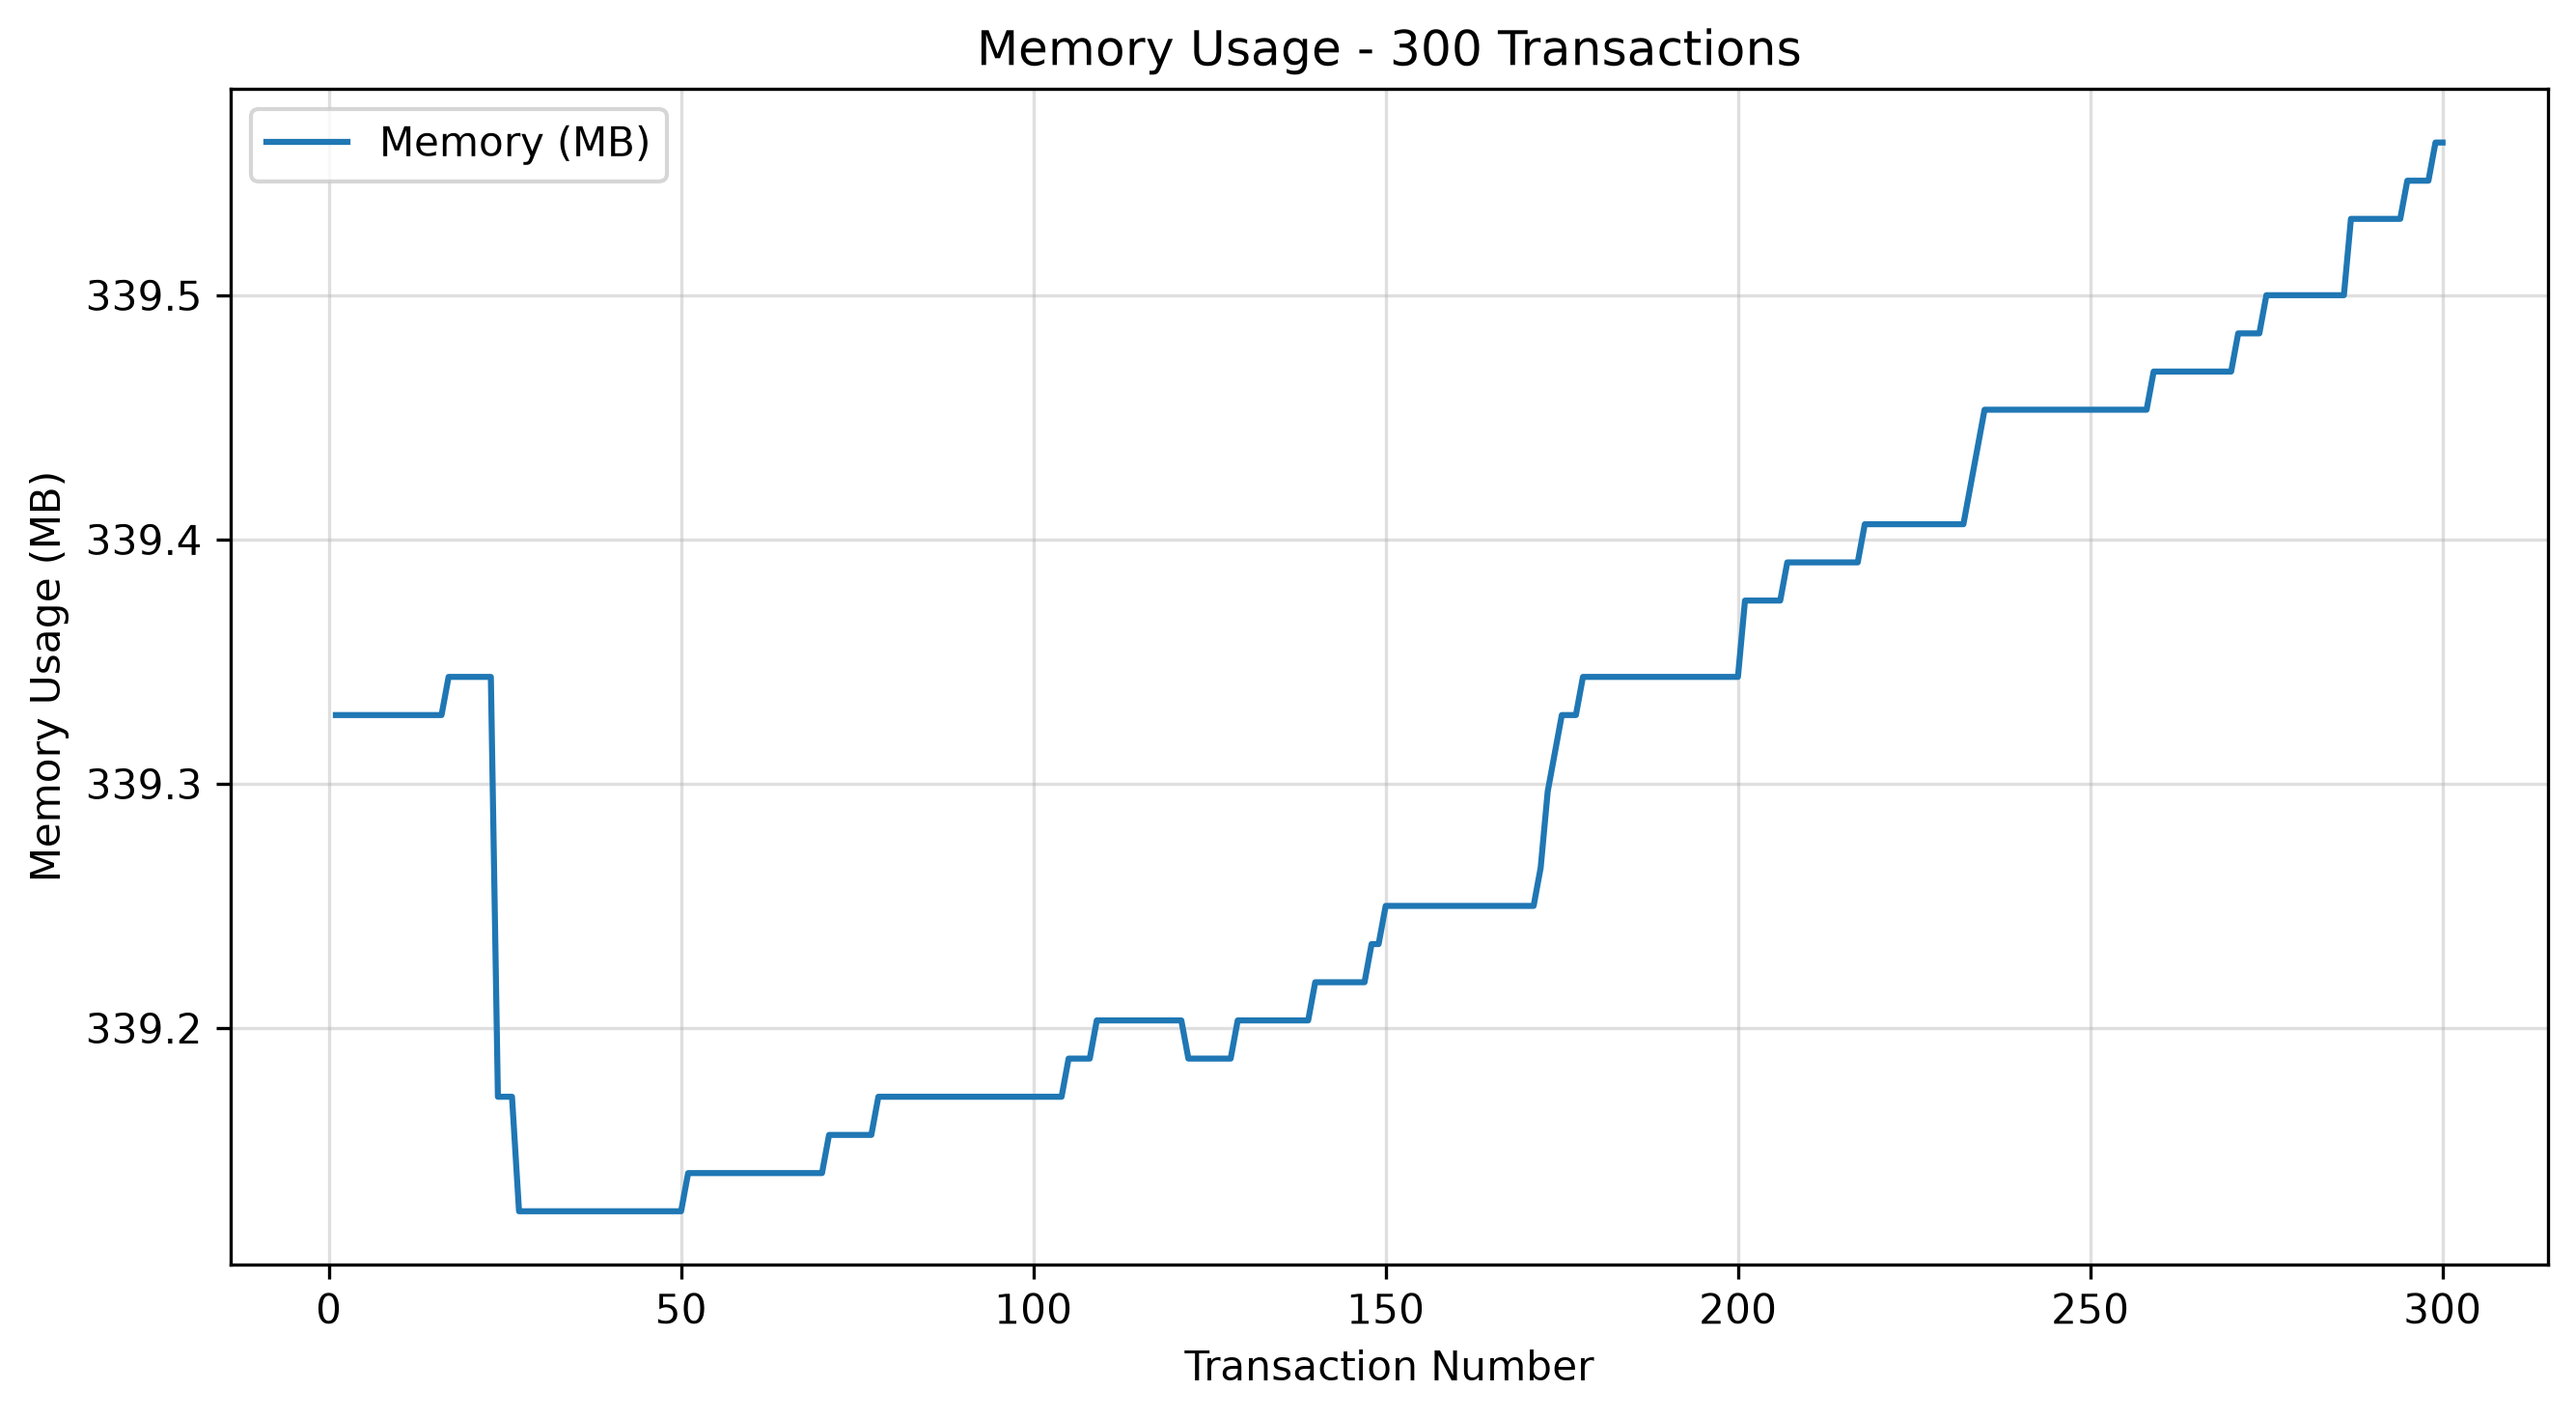 Memory Usage - 300 Transactions
Memory (MB)
Memory Usage (MB)
339.5
339.4
339.3
339.2
0 50 100 150 200 250 300
Transaction Number